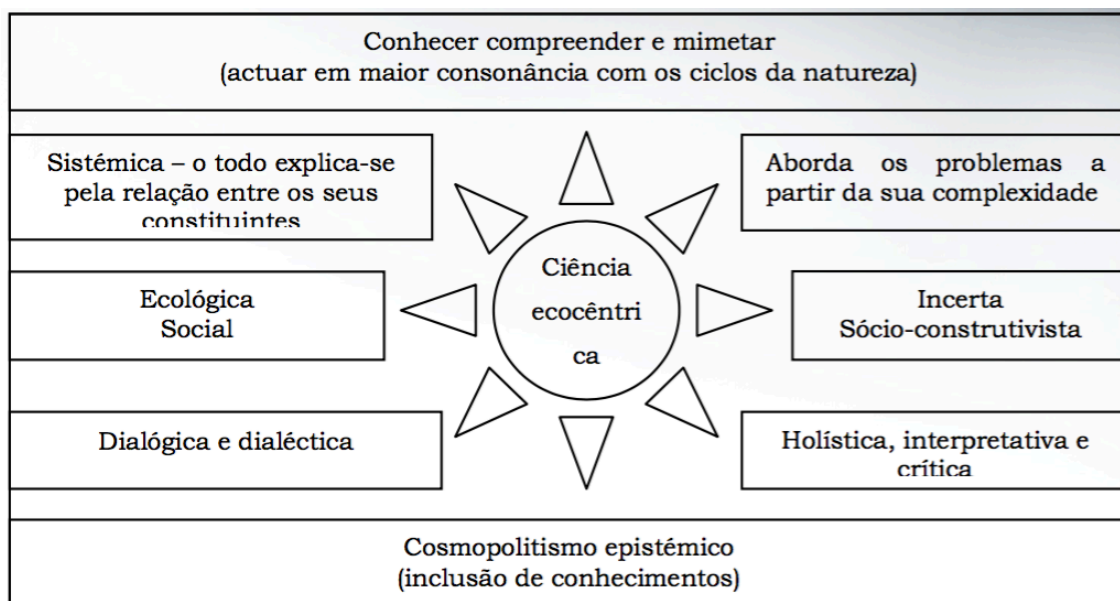 Conhecer compreender e mimetar
(actuar em maior consonância com os ciclos da natureza)
Sistémica – o todo explica-se
pela relação entre os seus
constituintes
Aborda os problemas a
partir da sua complexidade
Ciência
ecocêntri
ca
Ecológica
Social
Incerta
Sócio-construtivista
Dialógica e dialéctica
Holística, interpretativa e
crítica
Cosmopolitismo epistémico
(inclusão de conhecimentos)